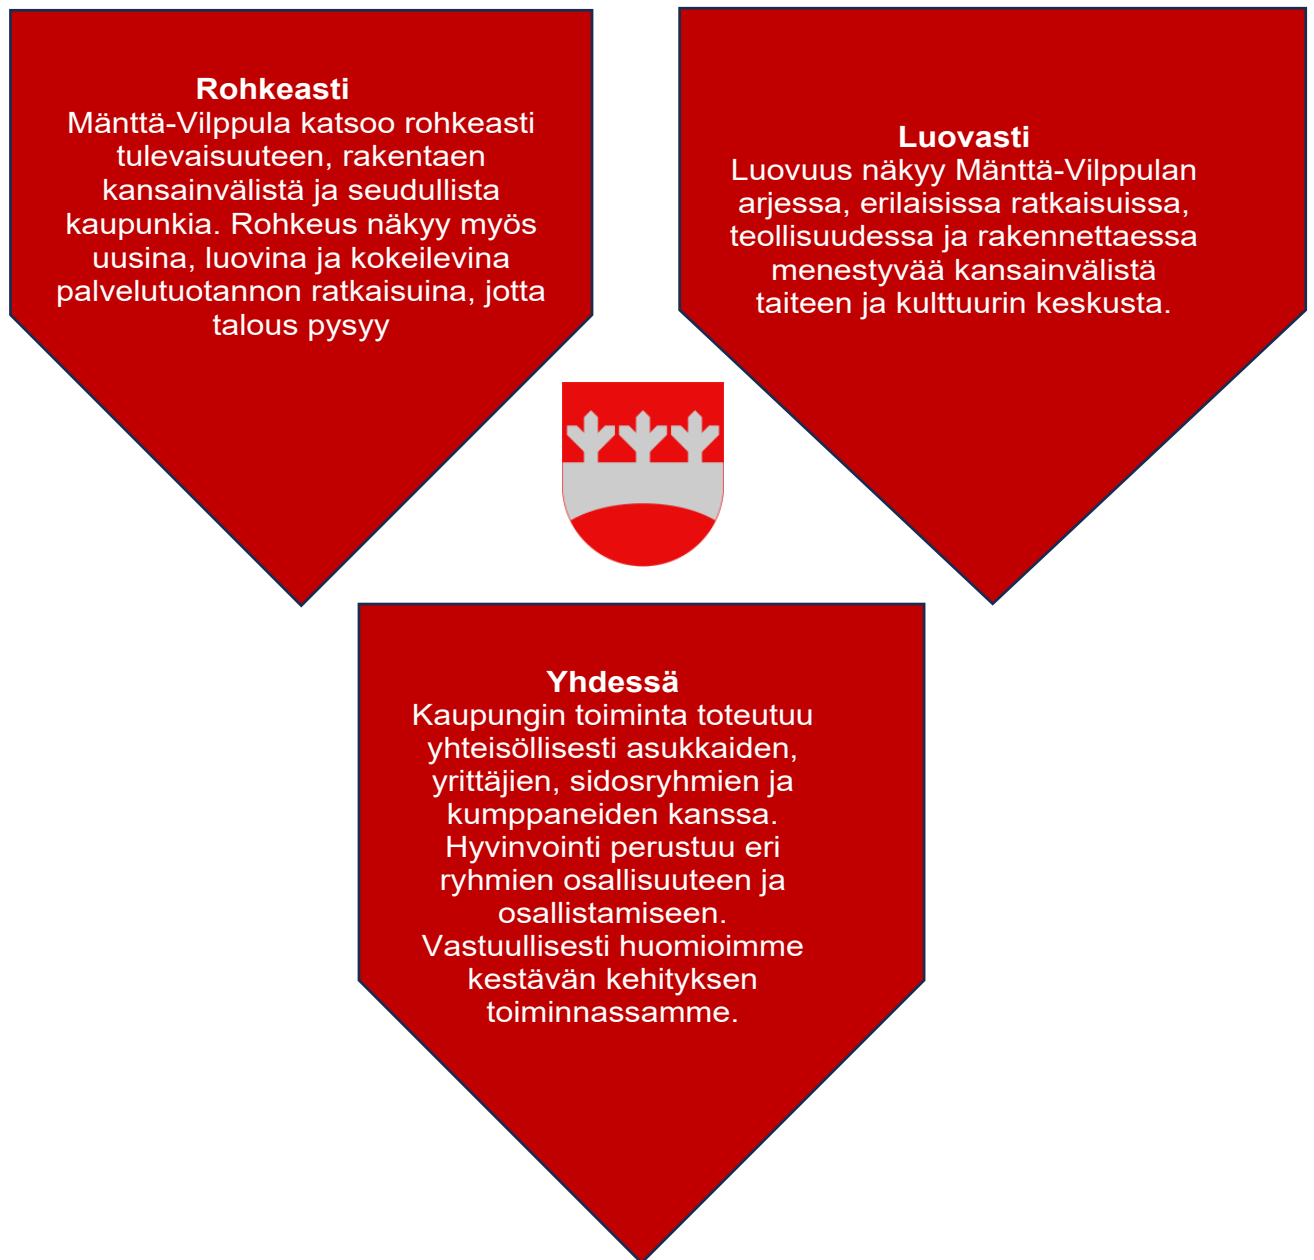 Rohkeasti
Mänttä-Vilppula katsoo rohkeasti
tulevaisuuteen, rakentaen
kansainvälistä ja seudullista
kaupunkia. Rohkeus näkyy myös
uusina, luovina ja kokeilevina
palvelutuotannon ratkaisuina, jotta
talous pysyy
Luovasti
Luovuus näkyy Mänttä-Vilppulan
arjessa, erilaisissa ratkaisuissa,
teollisuudessa ja rakennettaessa
menestyvää kansainvälistä
taiteen ja kulttuurin keskusta.
Yhdessä
Kaupungin toiminta toteutuu
yhteisöllisesti asukkaiden,
yrittäjien, sidosryhmien ja
kumppaneiden kanssa.
Hyvinvointi perustuu eri
ryhmien osallisuuteen ja
osallistamiseen.
Vastuullisesti huomioimme
kestävän kehityksen
toiminnassamme.